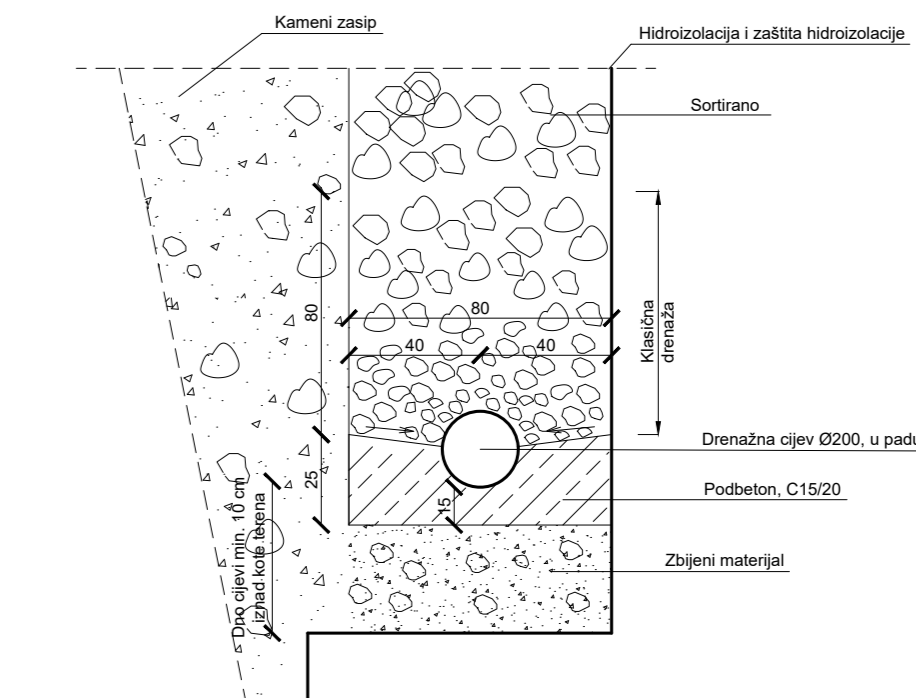 Kameni zasip
Hidroizolacija i zaštita hidroizolacije
Sortirano
80
80
Klasična
drenaža
40
40
Drenažna cijev Ø200, u padu
25
Podbeton, C15/20
15
Dno cijevi min. 10 cm
iznad kote terena
Zbijeni materijal